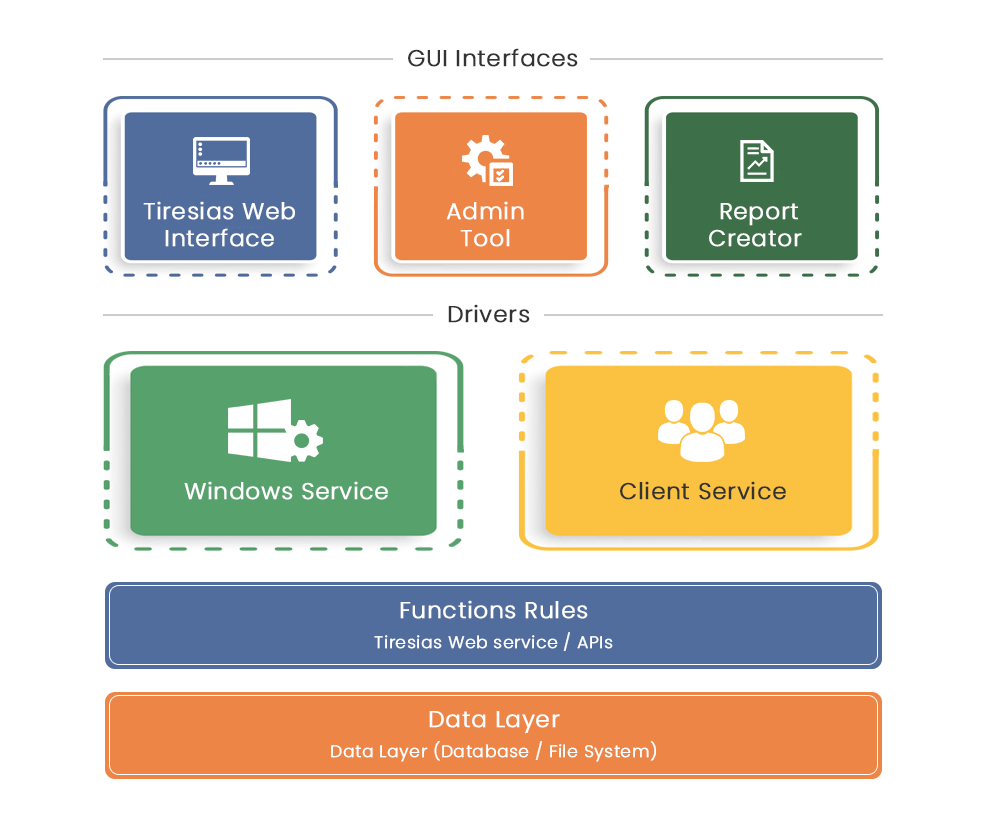 GUI Interfaces
Tiresias Web
Interface
Admin
Tool
Report
Creator
Drivers
Windows Service
Client Service
Functions Rules
Tiresias Web service / APIs
Data Layer
Data Layer (Database / File System)